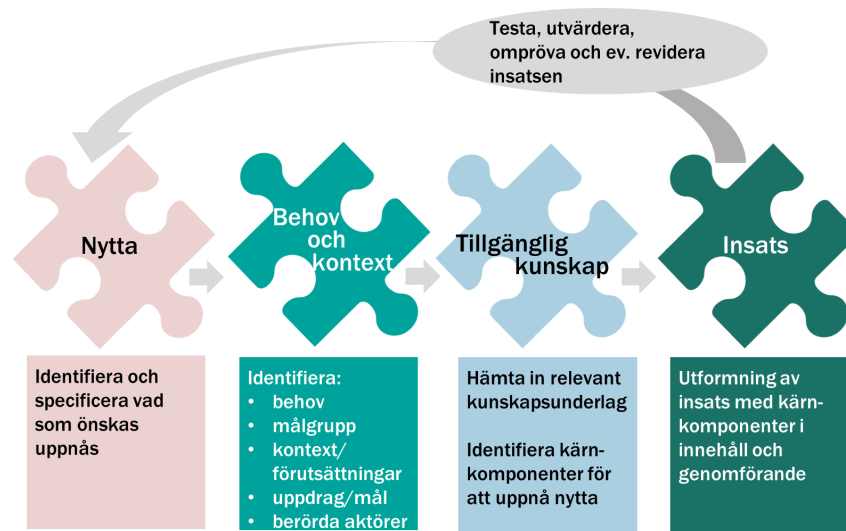 Testa, utvärdera,
ompröva och ev. revidera
insatsen
Nytta
Behov
och
kontext
Tillgänglig
kunskap
Insats
Identifiera och
specificera vad
som önskas
uppnås
Identifiera:
• behov
• målgrupp
• kontext/
förutsättningar
• uppdrag/mål
• berörda aktörer
Hämta in relevant
kunskapsunderlag
Identifiera kärn-
komponenter för
att uppnå nytta
Utformning av
insats med kärn-
komponenter i
innehåll och
genomförande